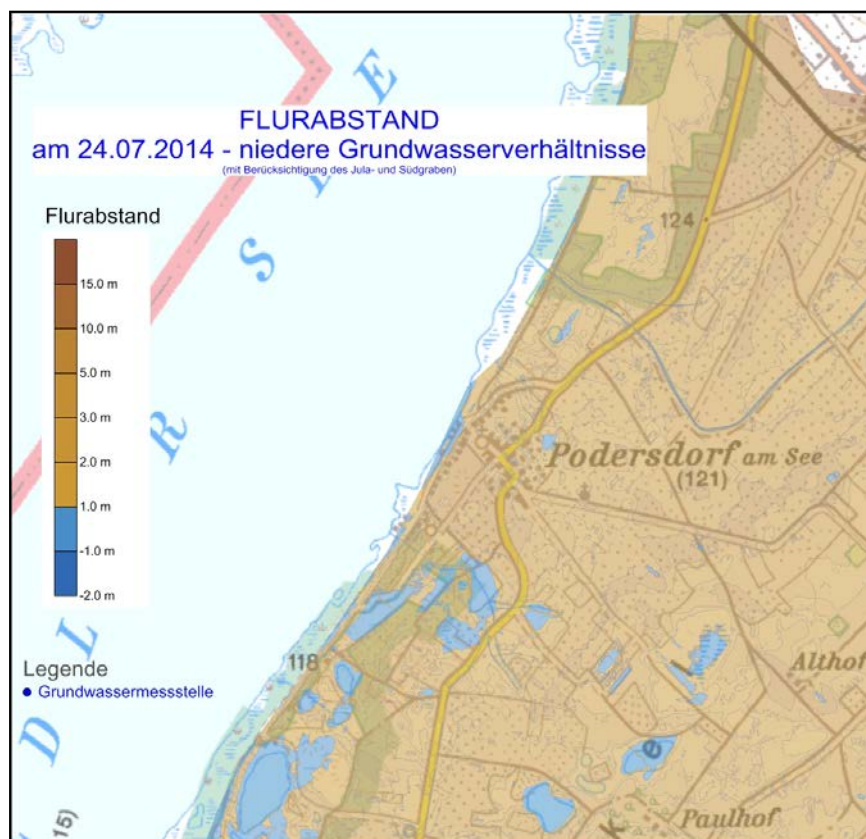 FLURABSTAND
am 24.07.2014 - niedere Grundwasserverhältnisse
(mit Berücksichtigung des Jula- und Südgraben)
Flurabstand
15.0 m
10.0 m
5.0 m
3.0 m
2.0 m
1.0 m
-1.0 m
-2.0 m
Legende
Grundwassermessstelle
D L R S E E
124
Podersdorf am See
(121)
118
Althof
Paulhof
15)
e
k